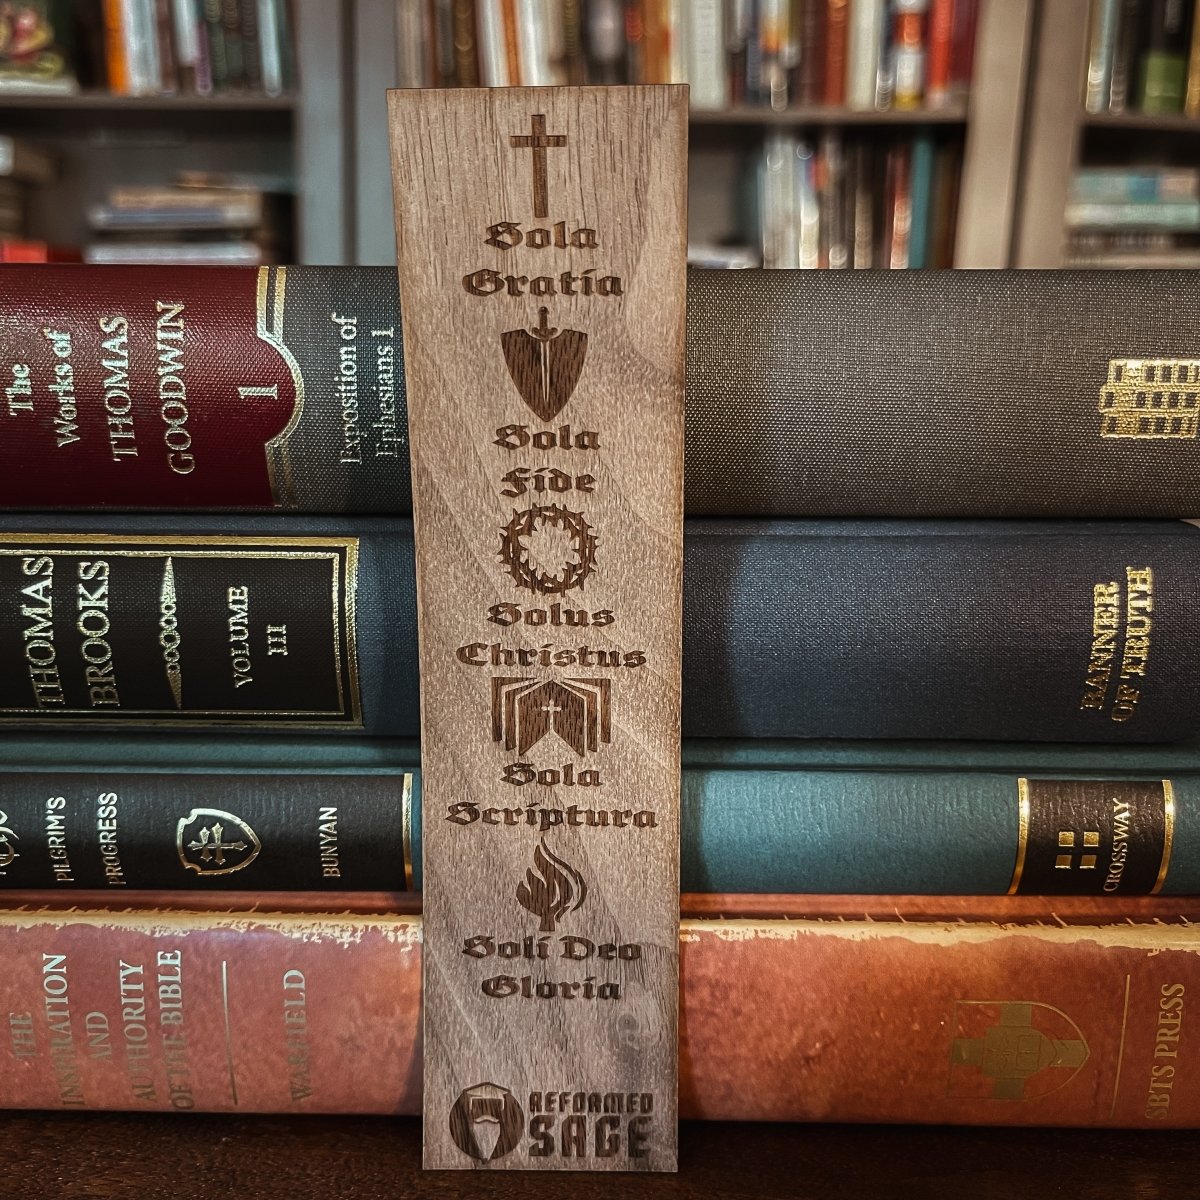 Sola
Gratia
Sola
Fide
Solus
Christus
Sola
Scriptura
Soli Deo
Gloria
REFORMED
SAGE
The
Works of
THOMAS
GOODWIN
1
Exposition of
Ephesians 1
THOMAS
BROOKS
VOLUME
III
BANNER
OF TRUTH
PILGRIM'S
PROGRESS
BUNYAN
CROSSWAY
THE
INSPIRATION
AND
AUTHORITY
OF THE BIBLE
WARFIELD
SBTS PRESS